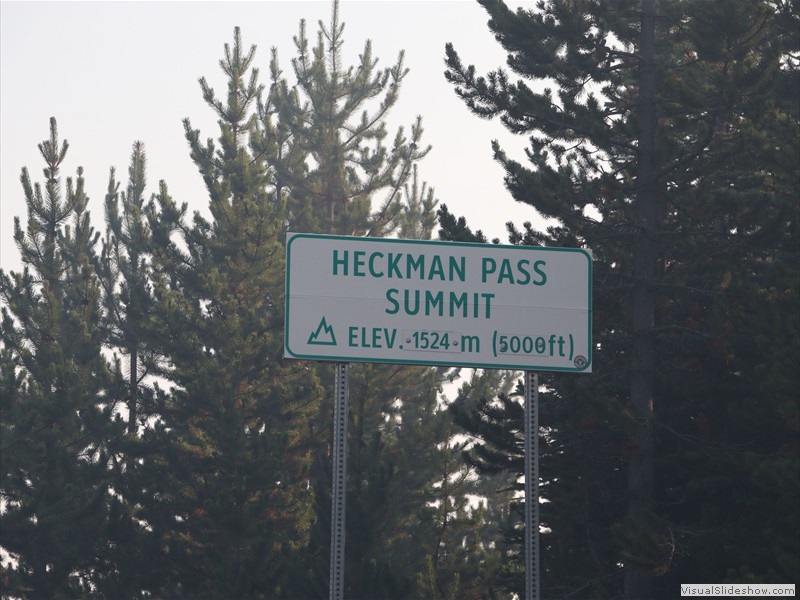 HECKMAN PASS
SUMMIT
ELEV. 1524 m (5000ft)
VisualSlideshow.com